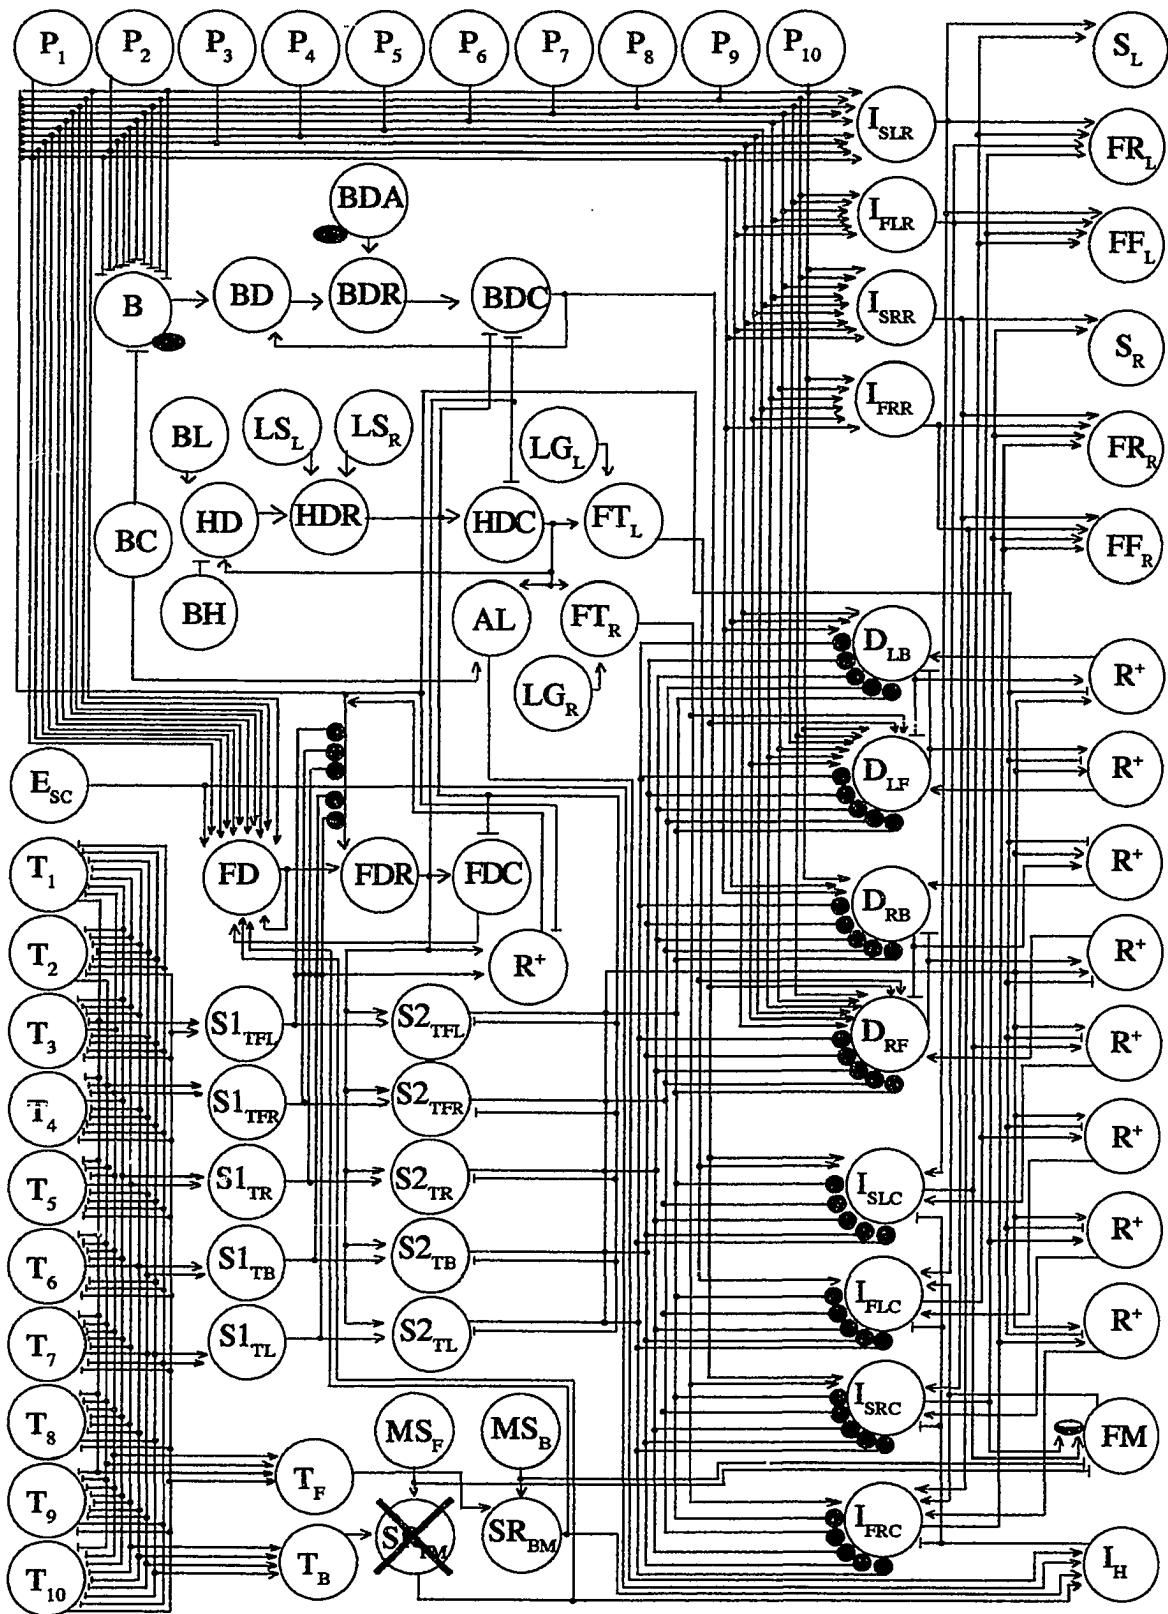 P1 P2 P3 P4 P5 P6 P7 P8 P9 P10 SL
ISLR
FRL
BDA
IFLR
FFL
B BD BDR BDC
ISRR
SR
IFRR
BL LSL LSR LGL
FRR
BC HD HDR HDC FTL
FFR
BH AL FTR
DLB
R+
LGR
ESC
DLF
R+
T1 FD FDR FDC
R+
DRB
T2 R+
R+
T3 S1TFL S2TFL
DRF
R+
T4 S1TFR S2TFR
R+
T5 S1TR S2TR
ISLC
T6 S1TB S2TB
R+
IFLC
T7 S1TL S2TL
R+
ISRC
T8 MSF MSB
FM
T9 TF
IFRC
SRBM
T10 TB
IH